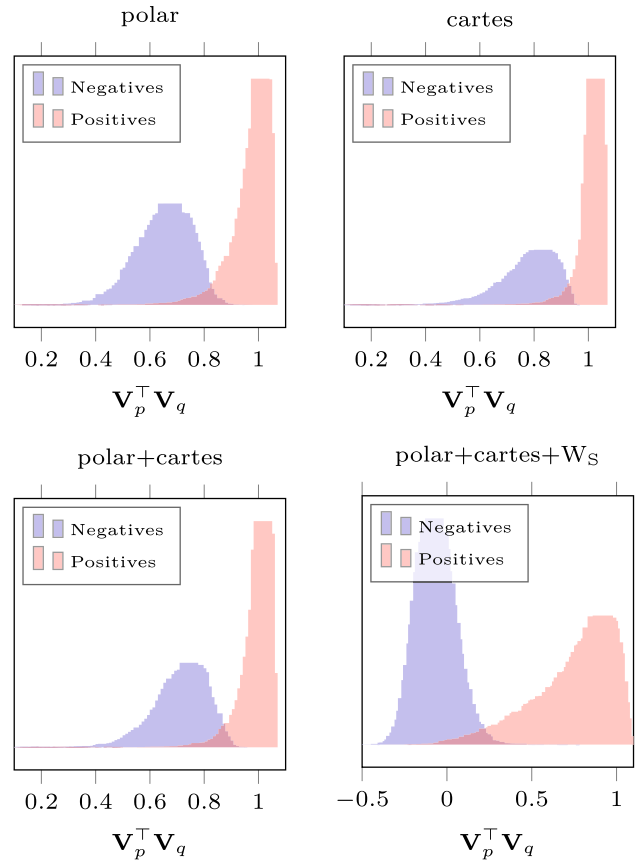 polar
Negatives
Positives
0.2 0.4 0.6 0.8 1
V_p^⊤ V_q
cartes
Negatives
Positives
0.2 0.4 0.6 0.8 1
V_p^⊤ V_q
polar+cartes
Negatives
Positives
0.2 0.4 0.6 0.8 1
V_p^⊤ V_q
polar+cartes+W_S
Negatives
Positives
−0.5 0 0.5 1
V_p^⊤ V_q